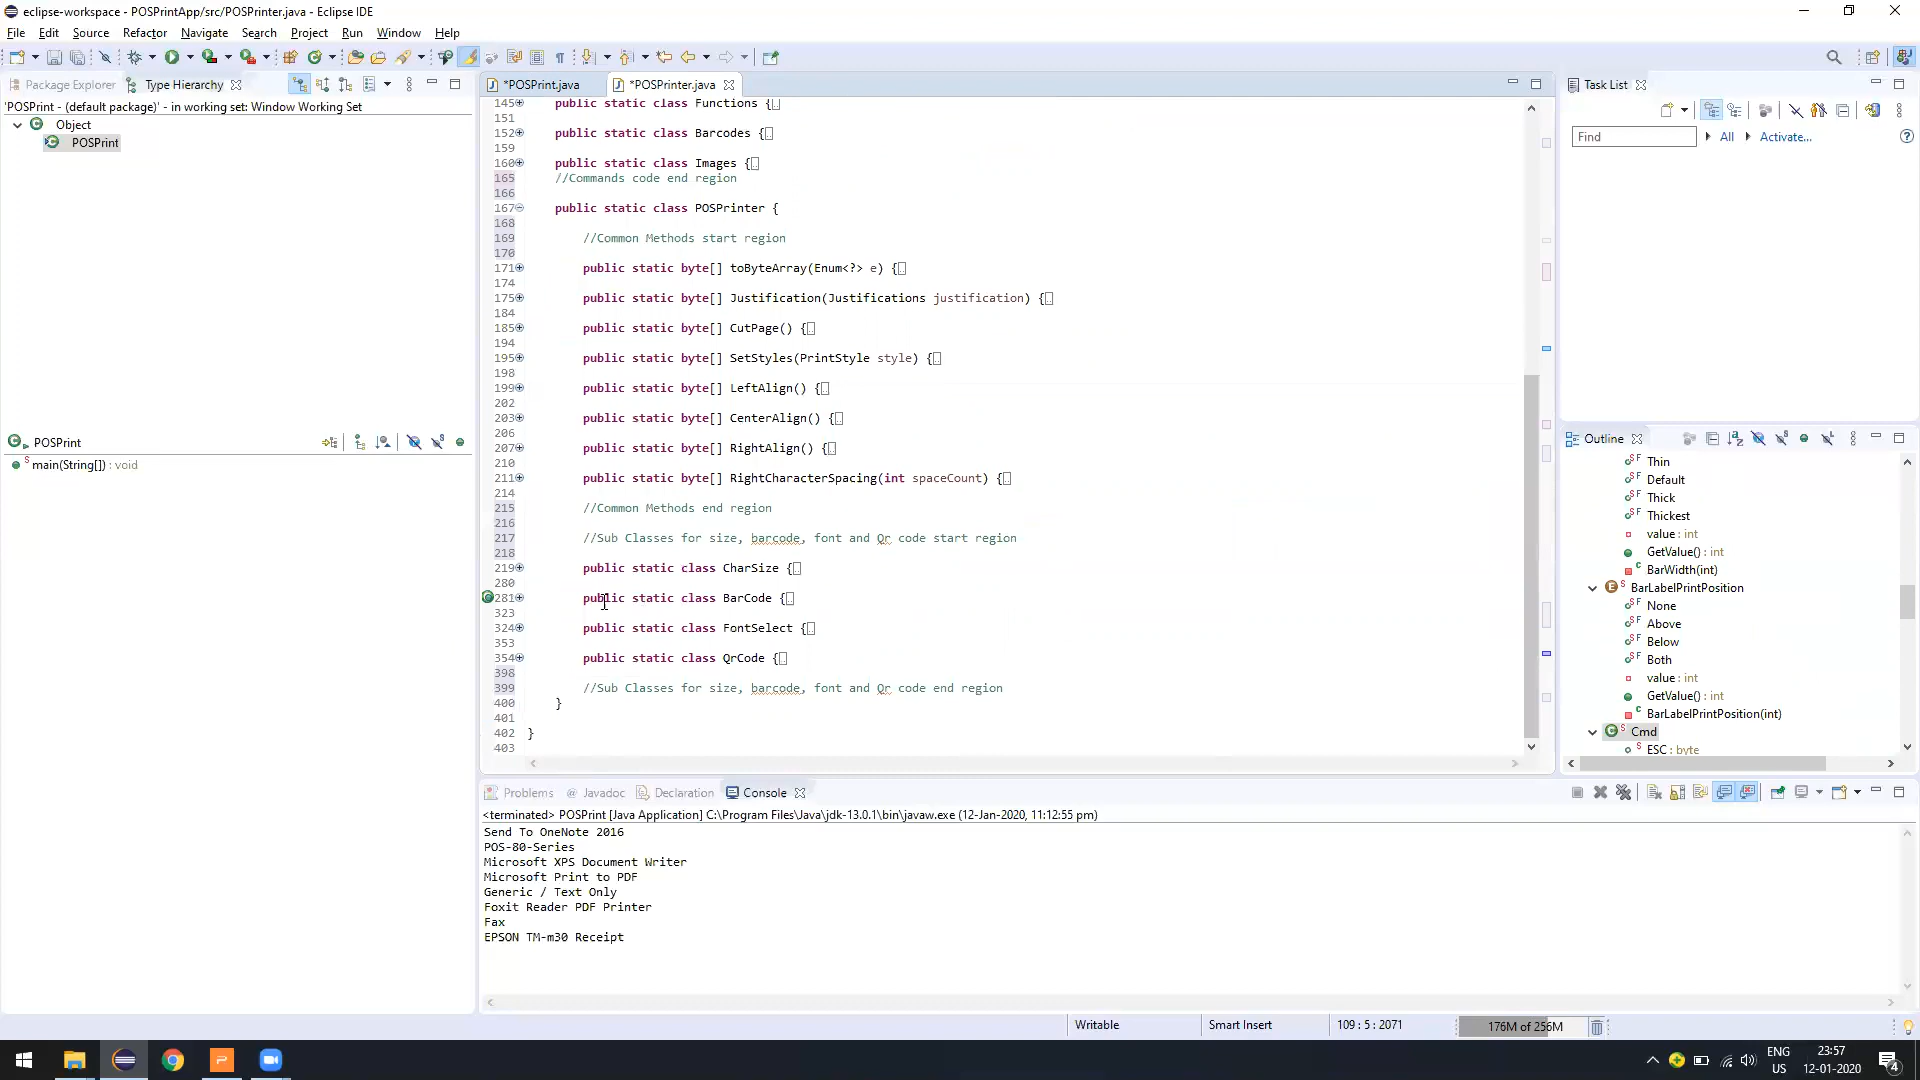 eclipse-workspace - POSPrintApp/src/POSPrinter.java - Eclipse IDE
File Edit Source Refactor Navigate Search Project Run Window Help
Package Explorer Type Hierarchy
'POSPrint - (default package)' - in working set: Window Working Set
Object
POSPrint
POSPrint
main(String[]) : void
*POSPrint.java *POSPrinter.java
145 public static class Functions {
151
152 public static class Barcodes {
159
160 public static class Images {
165 //Commands code end region
166
167 public static class POSPrinter {
168
169 //Common Methods start region
170
171 public static byte[] toByteArray(Enum<?> e) {
174
175 public static byte[] Justification(Justifications justification) {
184
185 public static byte[] CutPage() {
194
195 public static byte[] SetStyles(PrintStyle style) {
198
199 public static byte[] LeftAlign() {
202
203 public static byte[] CenterAlign() {
206
207 public static byte[] RightAlign() {
210
211 public static byte[] RightCharacterSpacing(int spaceCount) {
214
215 //Common Methods end region
216
217 //Sub Classes for size, barcode, font and Qr code start region
218
219 public static class CharSize {
280
281 public static class BarCode {
323
324 public static class FontSelect {
353
354 public static class QrCode {
398
399 //Sub Classes for size, barcode, font and Qr code end region
400 }
401
402 }
403
Task List
Find All Activate...
Outline
Thin
Default
Thick
Thickest
value : int
GetValue() : int
BarWidth(int)
BarLabelPrintPosition
None
Above
Below
Both
value : int
GetValue() : int
BarLabelPrintPosition(int)
Cmd
ESC : byte
Problems Javadoc Declaration Console
<terminated> POSPrint [Java Application] C:\Program Files\Java\jdk-13.0.1\bin\javaw.exe (12-Jan-2020, 11:12:55 pm)
Send To OneNote 2016
POS-80-Series
Microsoft XPS Document Writer
Microsoft Print to PDF
Generic / Text Only
Foxit Reader PDF Printer
Fax
EPSON TM-m30 Receipt
Writable Smart Insert 109 : 5 : 2071 176M of 256M
ENG
US
23:57
12-01-2020
4